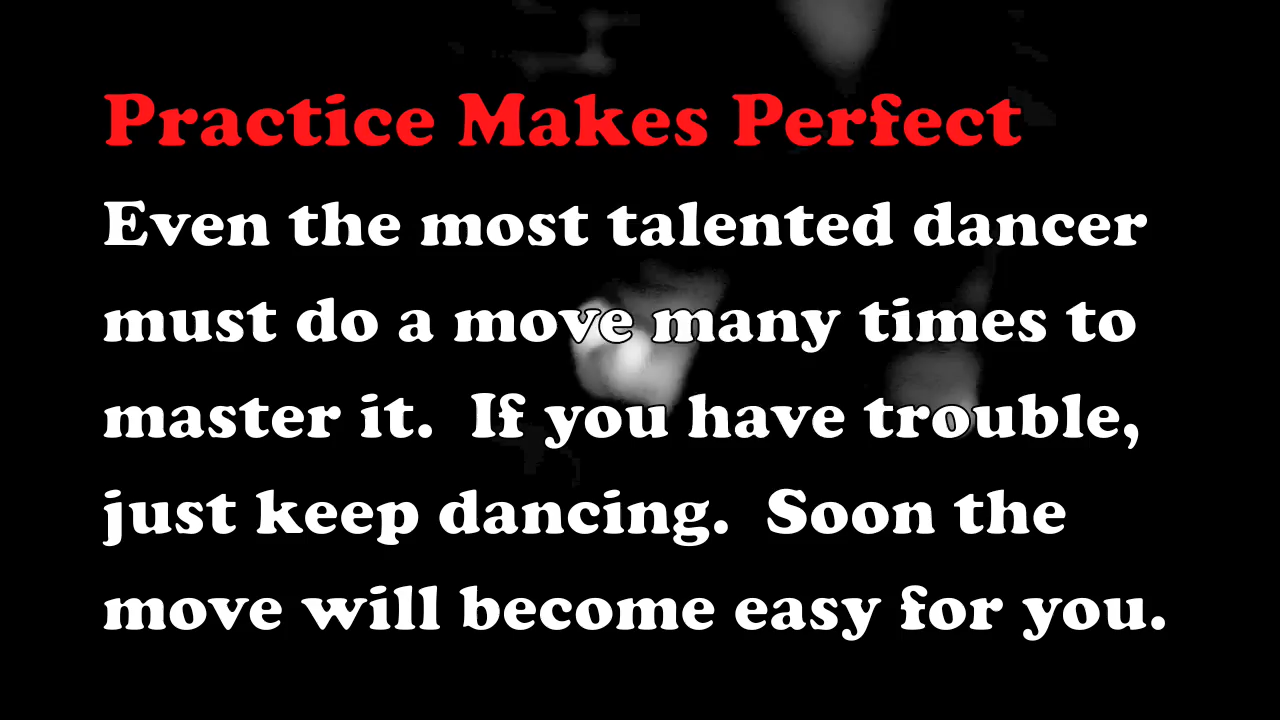 Practice Makes Perfect
Even the most talented dancer
must do a move many times to
master it.  If you have trouble,
just keep dancing.  Soon the
move will become easy for you.